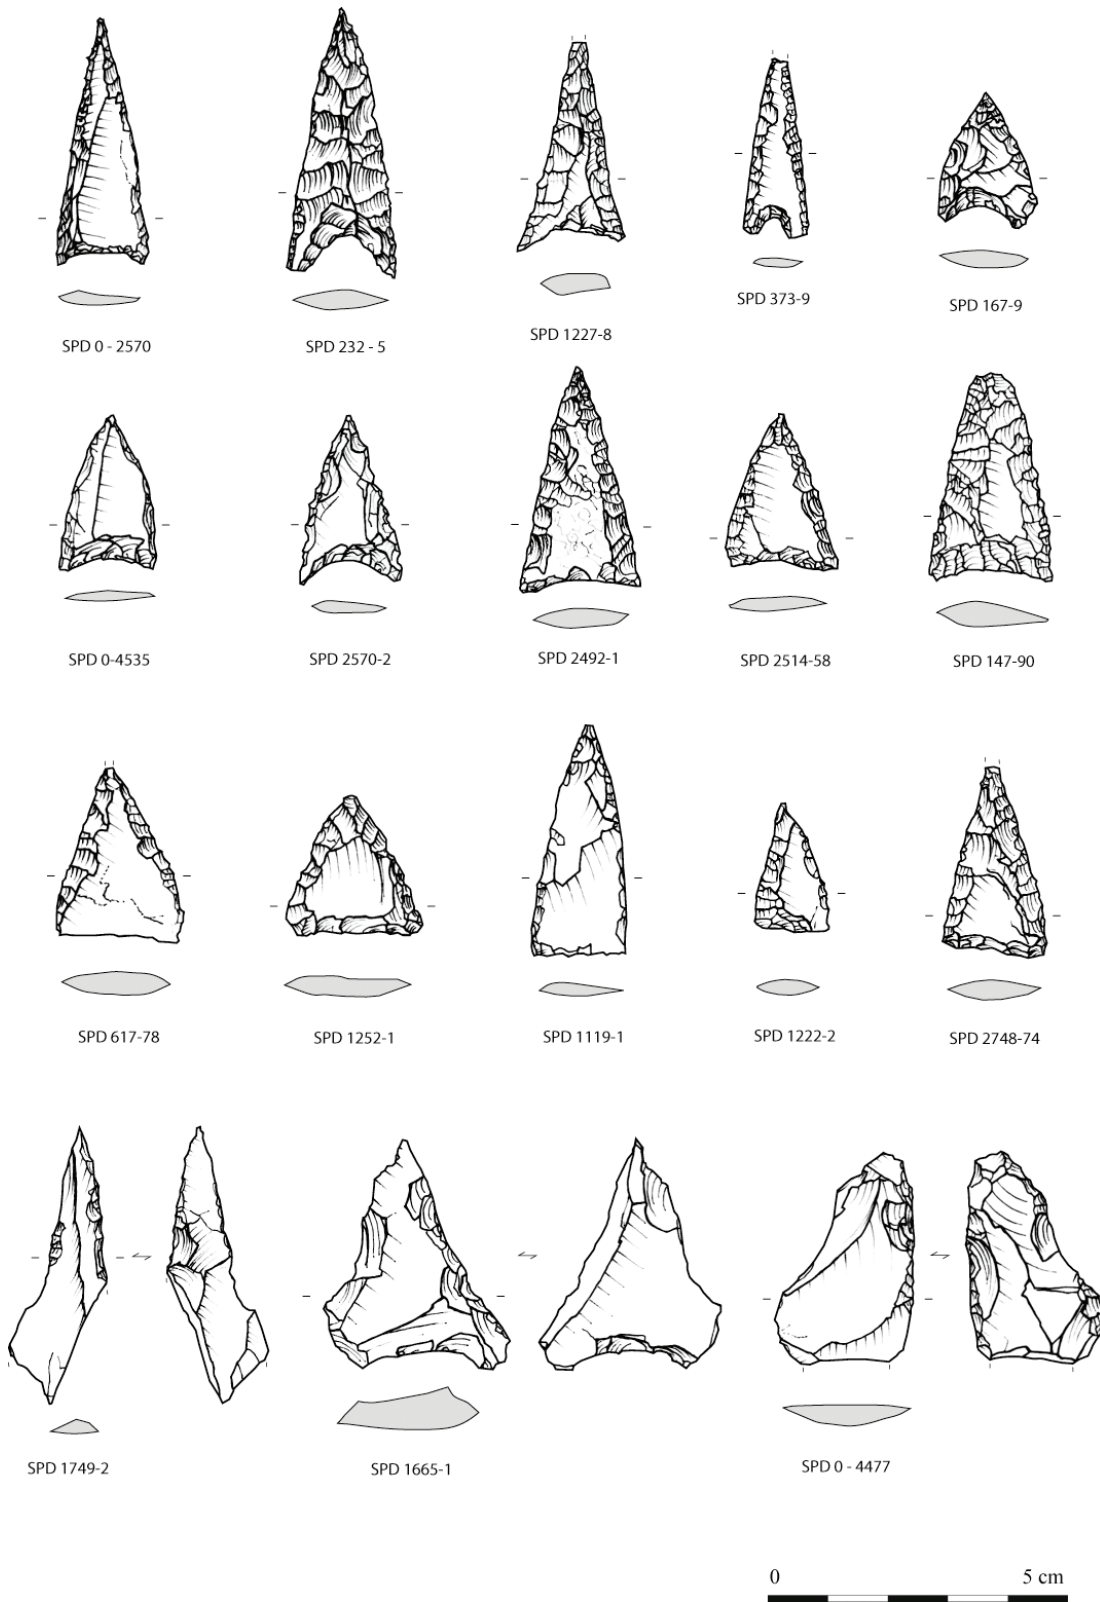 SPD 0 - 2570
SPD 232 - 5
SPD 1227-8
SPD 373-9
SPD 167-9
SPD 0-4535
SPD 2570-2
SPD 2492-1
SPD 2514-58
SPD 147-90
SPD 617-78
SPD 1252-1
SPD 1119-1
SPD 1222-2
SPD 2748-74
SPD 1749-2
SPD 1665-1
SPD 0 - 4477
0 5 cm